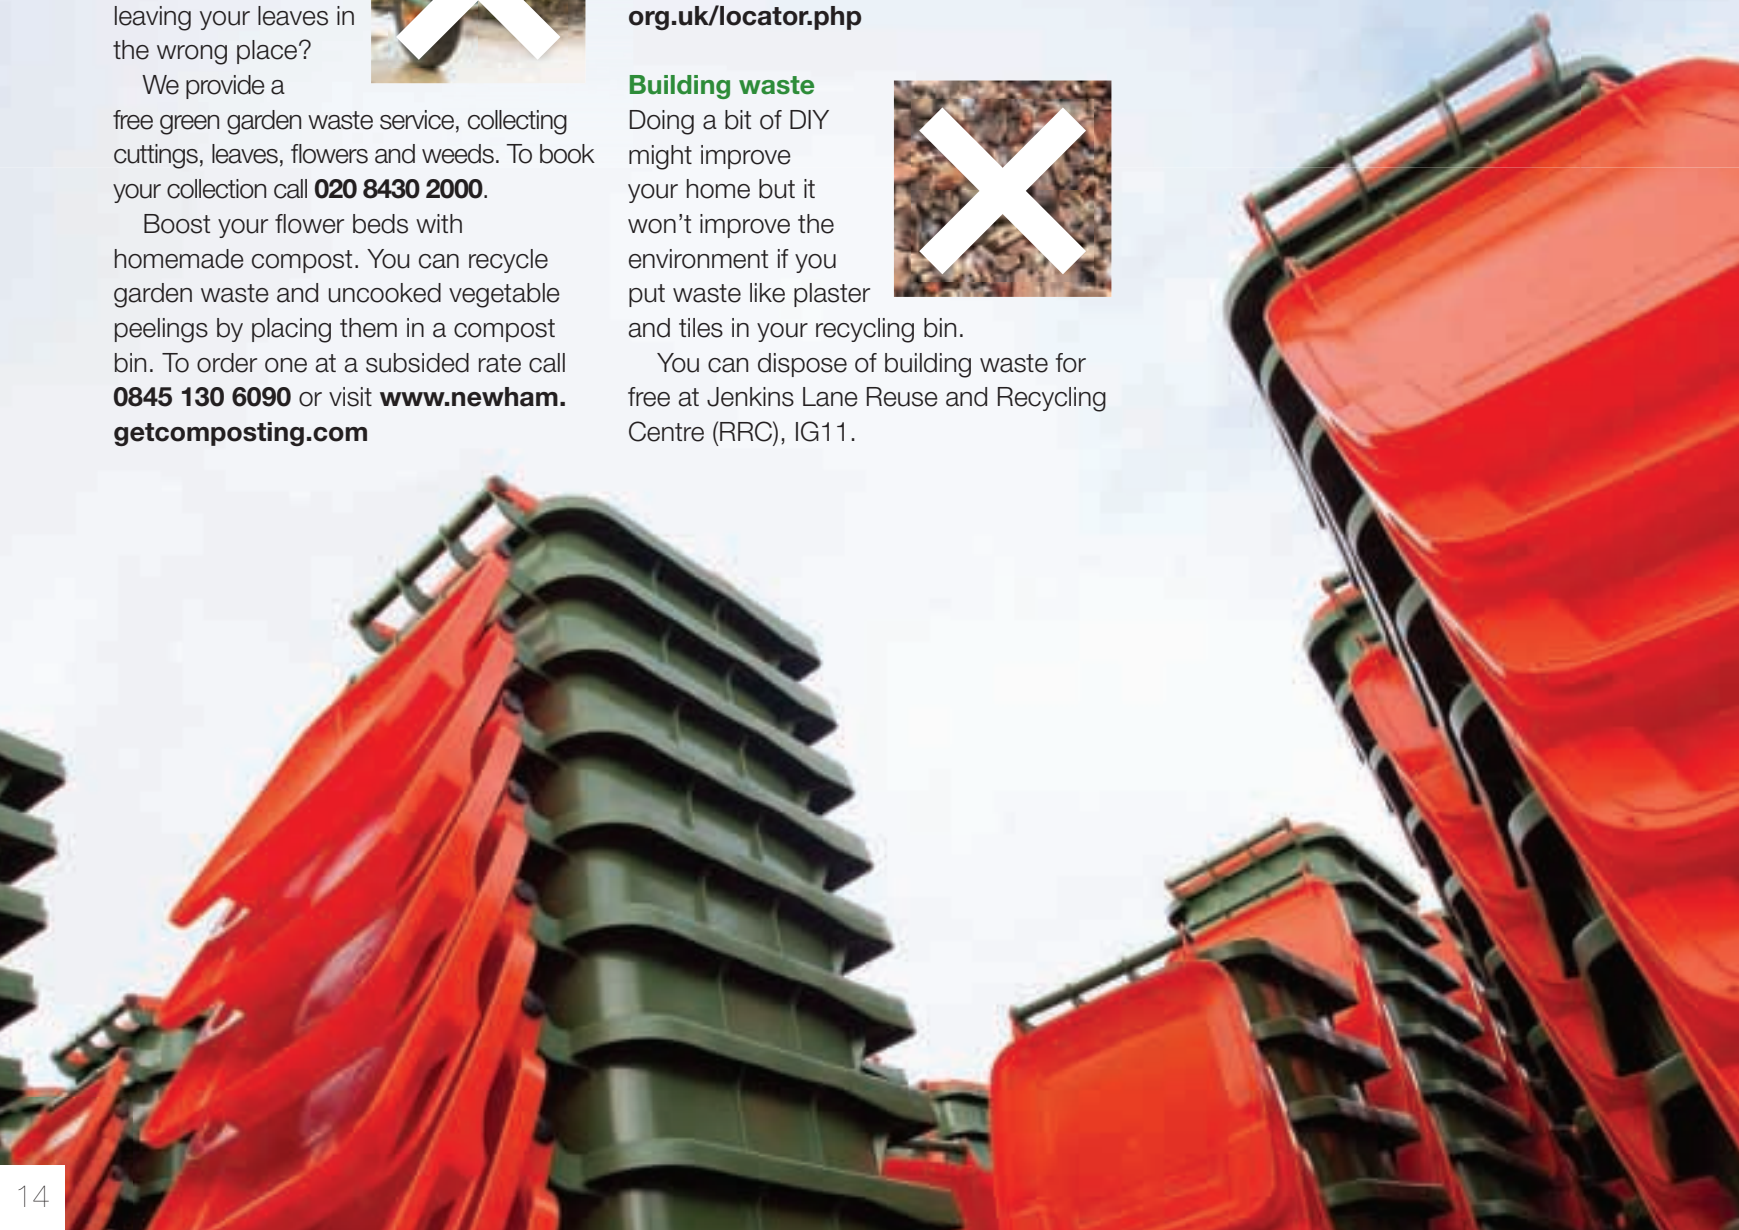 leaving your leaves in
the wrong place?
We provide a
free green garden waste service, collecting
cuttings, leaves, flowers and weeds. To book
your collection call 020 8430 2000.
Boost your flower beds with
homemade compost. You can recycle
garden waste and uncooked vegetable
peelings by placing them in a compost
bin. To order one at a subsided rate call
0845 130 6090 or visit www.newham.
getcomposting.com
org.uk/locator.php
Building waste
Doing a bit of DIY
might improve
your home but it
won’t improve the
environment if you
put waste like plaster
and tiles in your recycling bin.
You can dispose of building waste for
free at Jenkins Lane Reuse and Recycling
Centre (RRC), IG11.
14